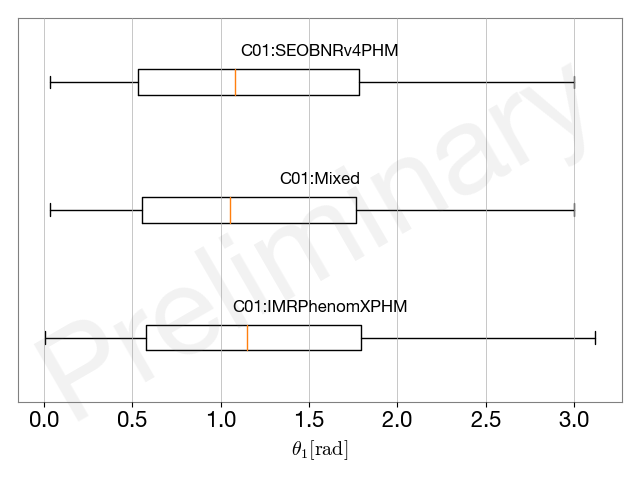 C01:SEOBNRv4PHM
C01:Mixed
C01:IMRPhenomXPHM
Preliminary
0.0 0.5 1.0 1.5 2.0 2.5 3.0
θ₁[rad]